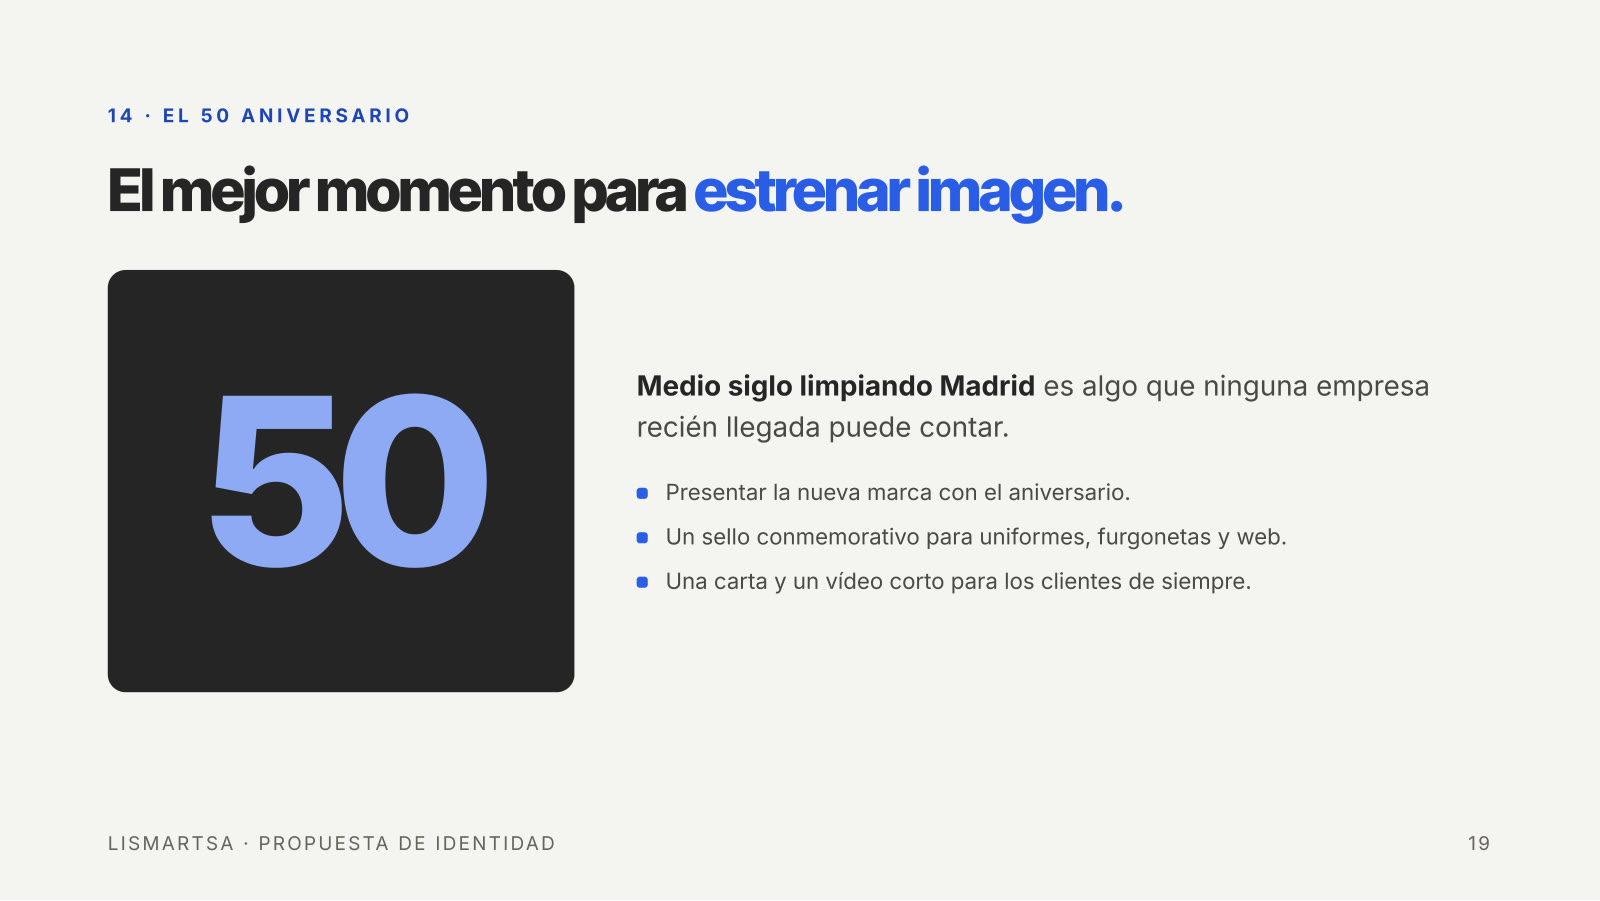 14 · EL 50 ANIVERSARIO
El mejor momento para estrenar imagen.
50
Medio siglo limpiando Madrid es algo que ninguna empresa
recién llegada puede contar.
Presentar la nueva marca con el aniversario.
Un sello conmemorativo para uniformes, furgonetas y web.
Una carta y un vídeo corto para los clientes de siempre.
LISMARTSA · PROPUESTA DE IDENTIDAD
19